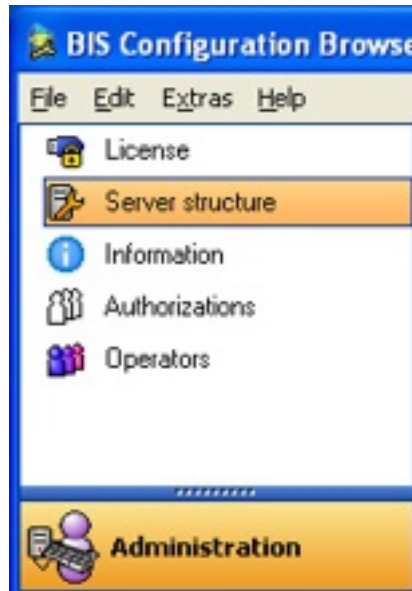 BIS Configuration Browse
File Edit Extras Help
License
Server structure
Information
Authorizations
Operators
Administration